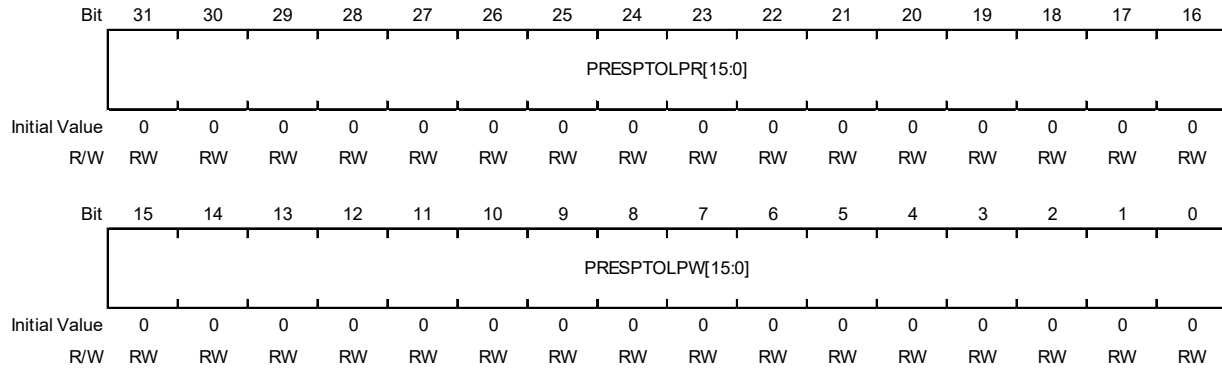 Bit 31 30 29 28 27 26 25 24 23 22 21 20 19 18 17 16
PRESPTOLPR[15:0]
Initial Value 0 0 0 0 0 0 0 0 0 0 0 0 0 0 0 0
R/W RW RW RW RW RW RW RW RW RW RW RW RW RW RW RW RW
Bit 15 14 13 12 11 10 9 8 7 6 5 4 3 2 1 0
PRESPTOLPW[15:0]
Initial Value 0 0 0 0 0 0 0 0 0 0 0 0 0 0 0 0
R/W RW RW RW RW RW RW RW RW RW RW RW RW RW RW RW RW